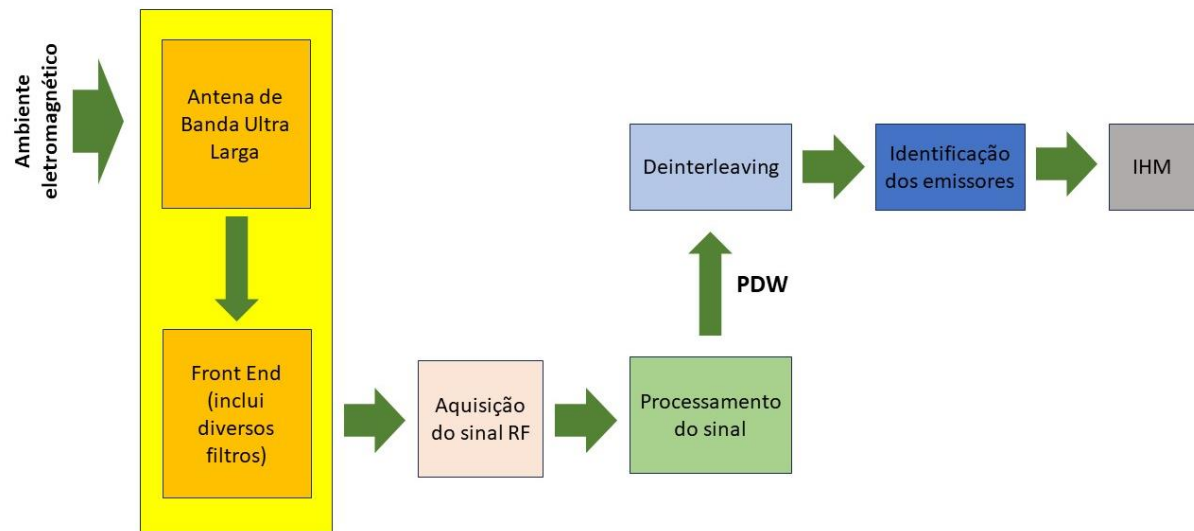 Ambiente
eletromagnético
Antena de
Banda Ultra
Larga
Front End
(inclui
diversos
filtros)
Aquisição
do sinal RF
Processamento
do sinal
PDW
Deinterleaving
Identificação
dos emissores
IHM